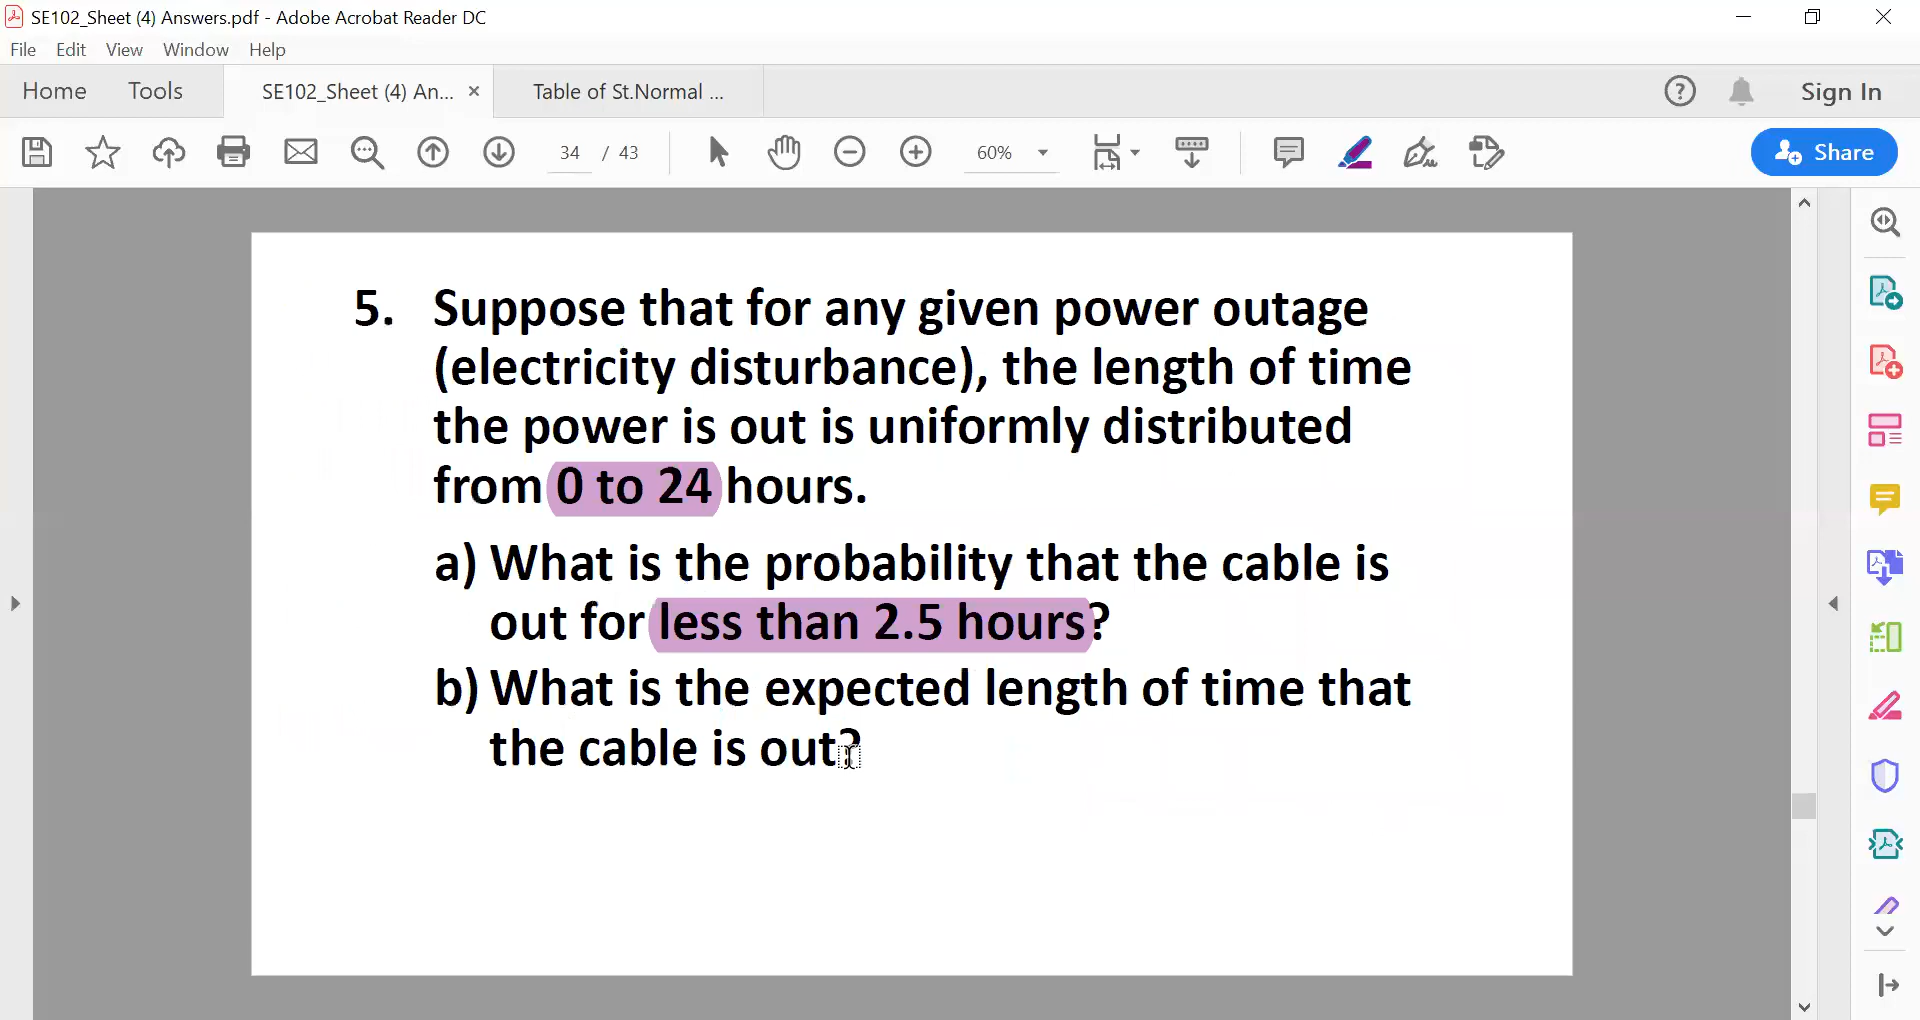 SE102_Sheet (4) Answers.pdf - Adobe Acrobat Reader DC
File Edit View Window Help
Home Tools SE102_Sheet (4) An... × Table of St.Normal ... Sign In
34 / 43 60% Share
5. Suppose that for any given power outage
(electricity disturbance), the length of time
the power is out is uniformly distributed
from 0 to 24 hours.
a) What is the probability that the cable is
out for less than 2.5 hours?
b) What is the expected length of time that
the cable is out?